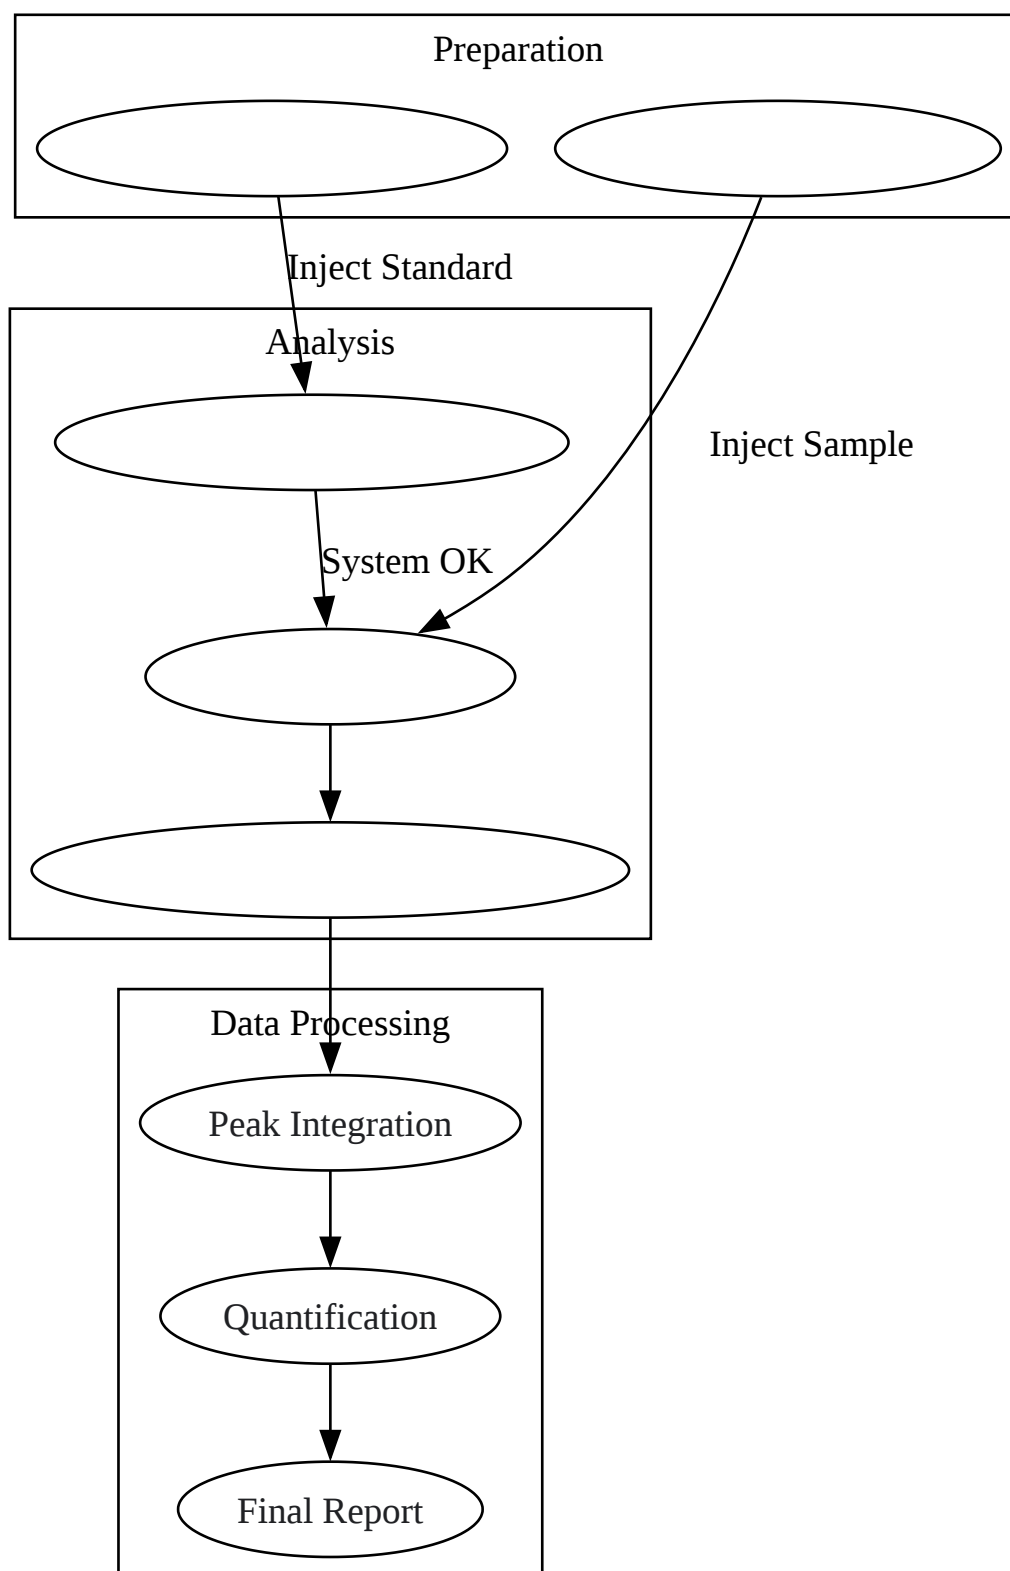 Preparation
Inject Standard
Analysis
Inject Sample
System OK
Data Processing
Peak Integration
Quantification
Final Report